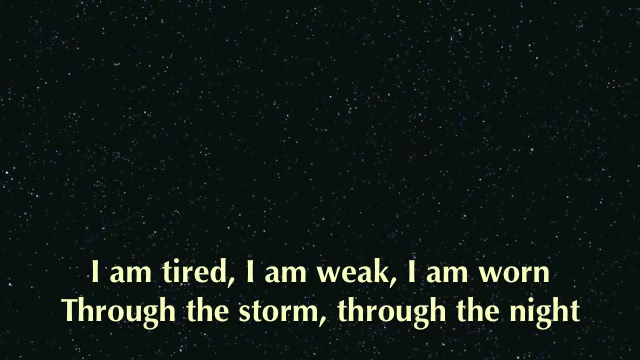 I am tired, I am weak, I am worn
Through the storm, through the night